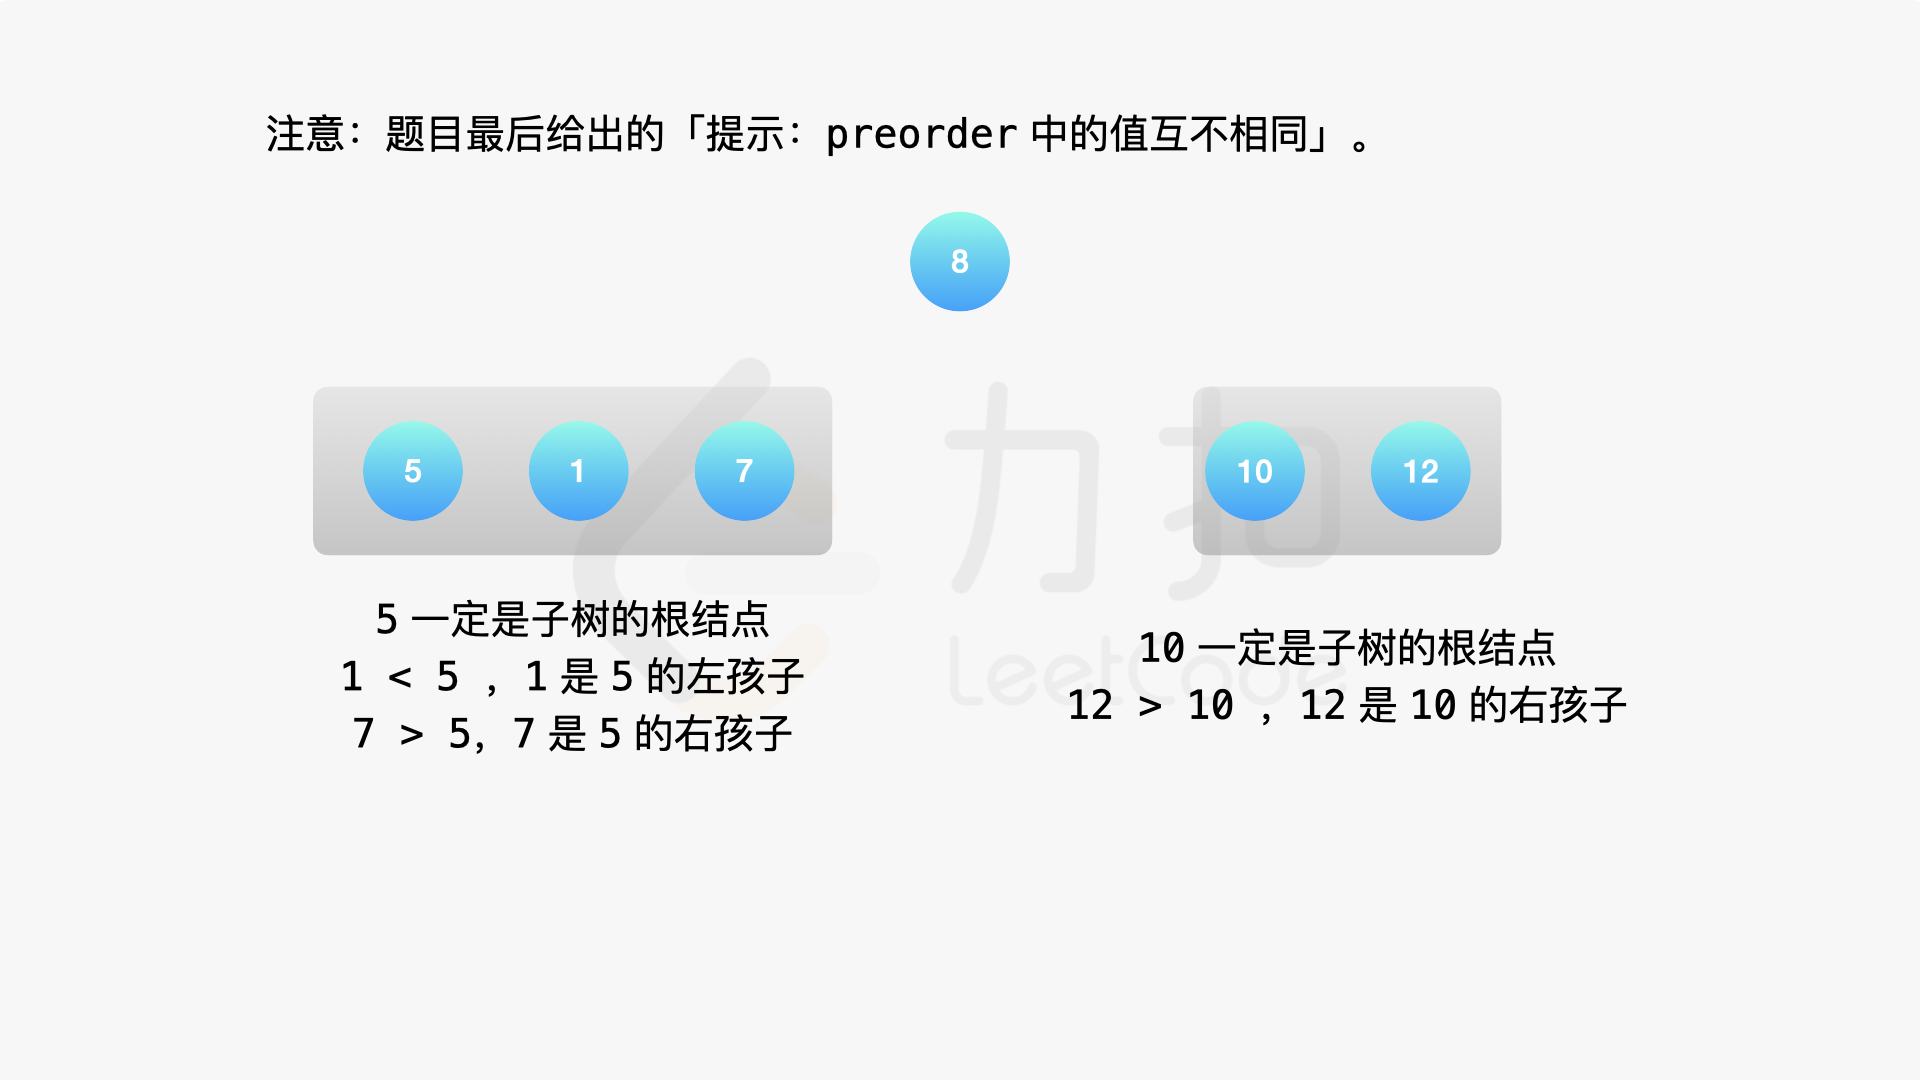 注意：题目最后给出的「提示：preorder 中的值互不相同」。
8
5 1 7
10 12
力扣
LeetCode
5 一定是子树的根结点
1 < 5 ，1 是 5 的左孩子
7 > 5，7 是 5 的右孩子
10 一定是子树的根结点
12 > 10 ，12 是 10 的右孩子